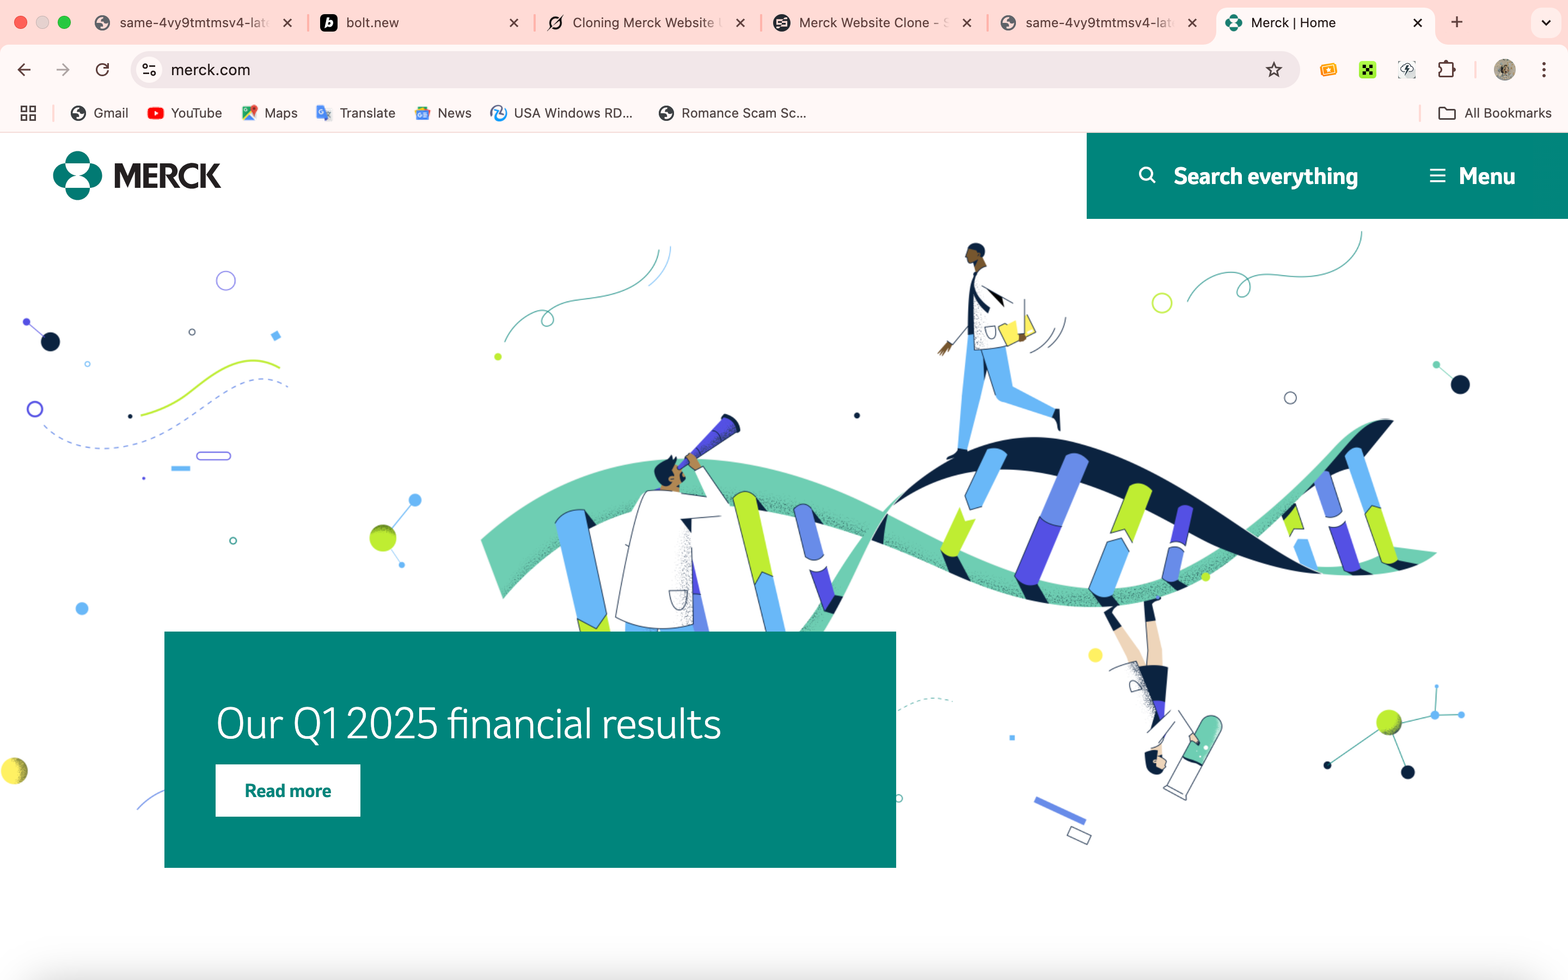 same-4vy9tmtmsv4-late
bolt.new
Cloning Merck Website
Merck Website Clone - S
same-4vy9tmtmsv4-late
Merck | Home
merck.com
Gmail
YouTube
Maps
Translate
News
USA Windows RD...
Romance Scam Sc...
All Bookmarks
MERCK
Search everything
Menu
Our Q1 2025 financial results
Read more